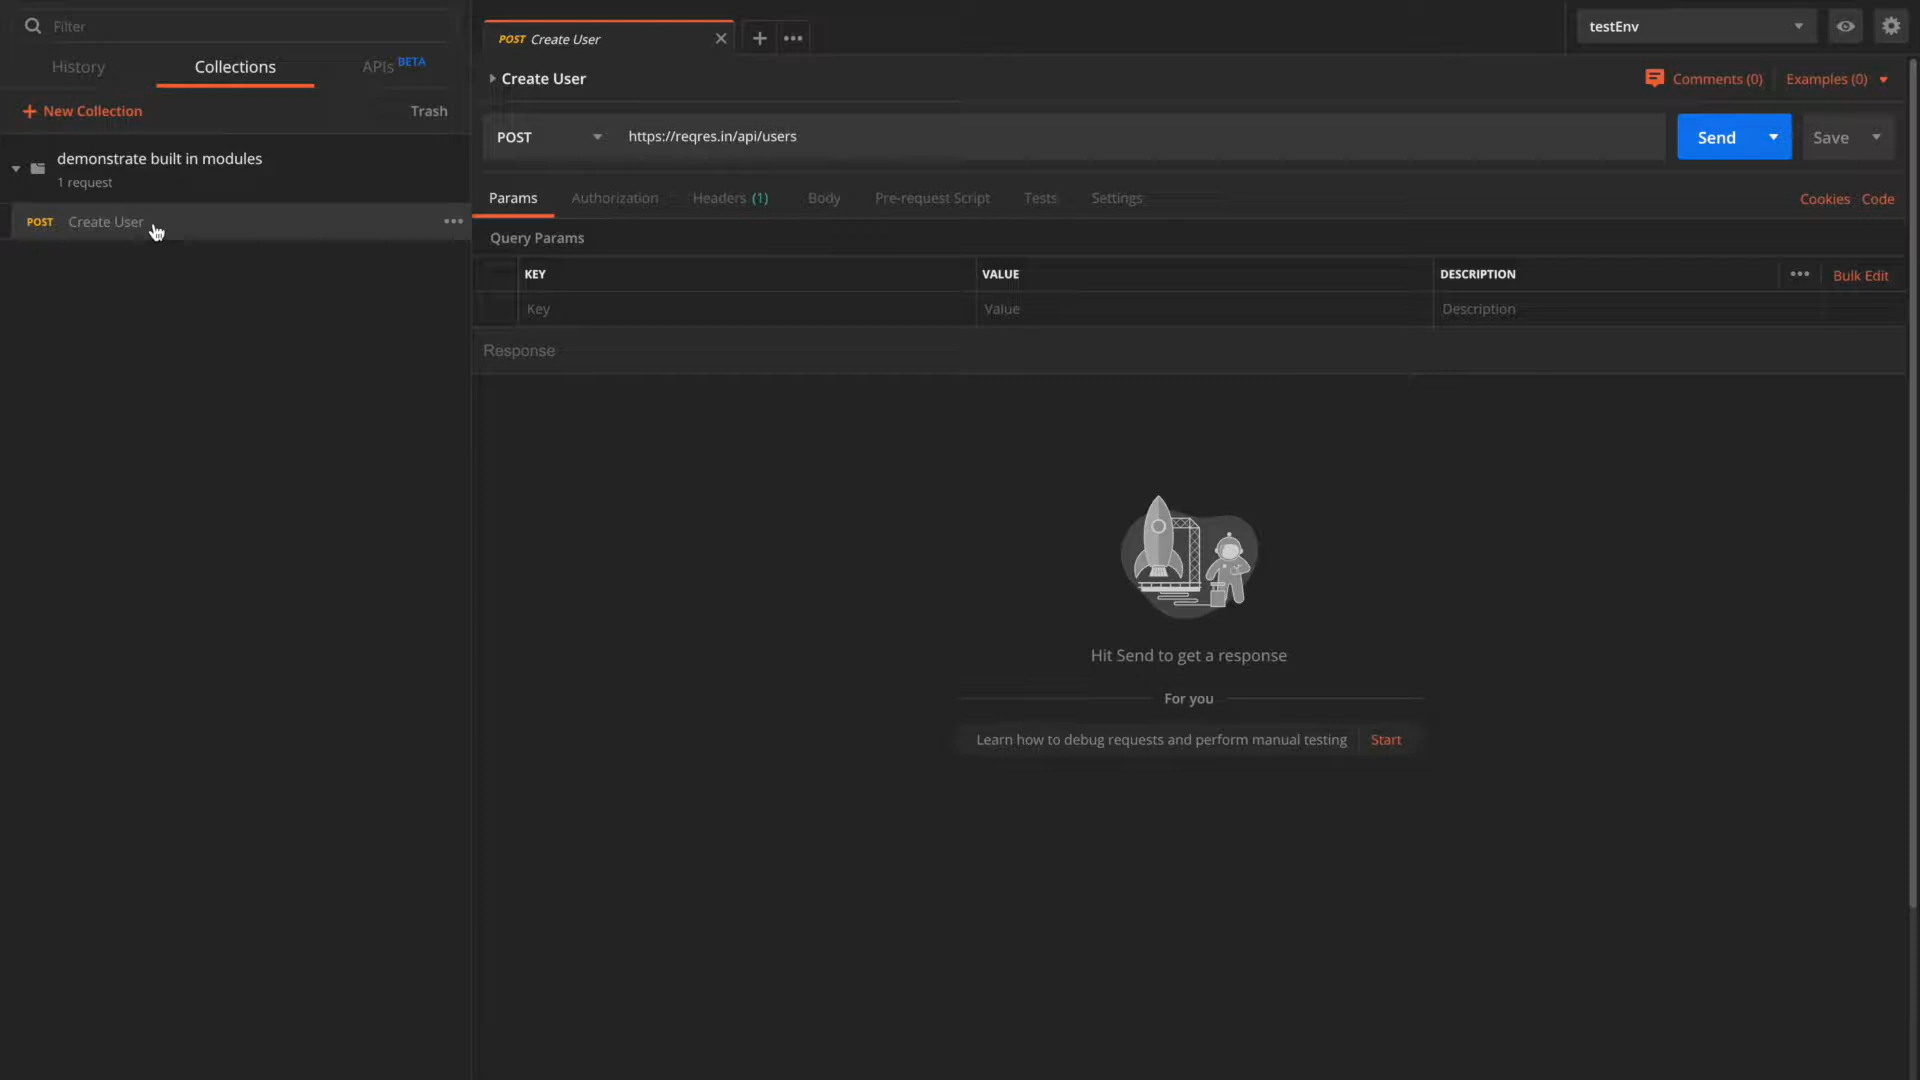 Filter
History
Collections
APIs BETA
+ New Collection
Trash
demonstrate built in modules
1 request
POST Create User
POST Create User
testEnv
Create User
Comments (0)
Examples (0)
POST
https://reqres.in/api/users
Send
Save
Params
Authorization
Headers (1)
Body
Pre-request Script
Tests
Settings
Cookies
Code
Query Params
KEY
VALUE
DESCRIPTION
Bulk Edit
Key
Value
Description
Response
Hit Send to get a response
For you
Learn how to debug requests and perform manual testing
Start